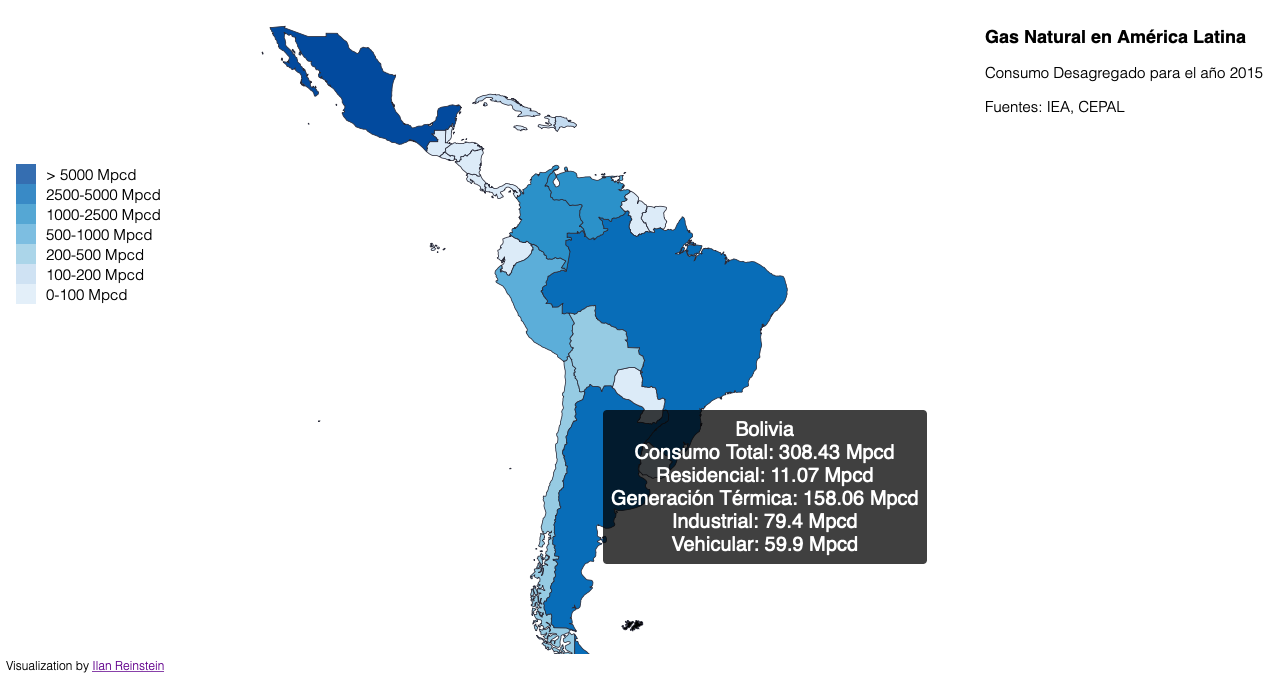 Gas Natural en América Latina
Consumo Desagregado para el año 2015
Fuentes: IEA, CEPAL
> 5000 Mpcd
2500-5000 Mpcd
1000-2500 Mpcd
500-1000 Mpcd
200-500 Mpcd
100-200 Mpcd
0-100 Mpcd
Bolivia
Consumo Total: 308.43 Mpcd
Residencial: 11.07 Mpcd
Generación Térmica: 158.06 Mpcd
Industrial: 79.4 Mpcd
Vehicular: 59.9 Mpcd
Visualization by Ilan Reinstein